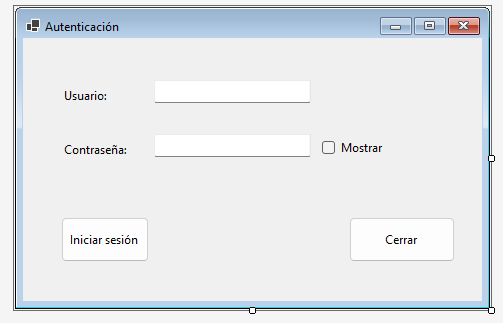 Autenticación
Usuario:
Contraseña:
Mostrar
Iniciar sesión
Cerrar